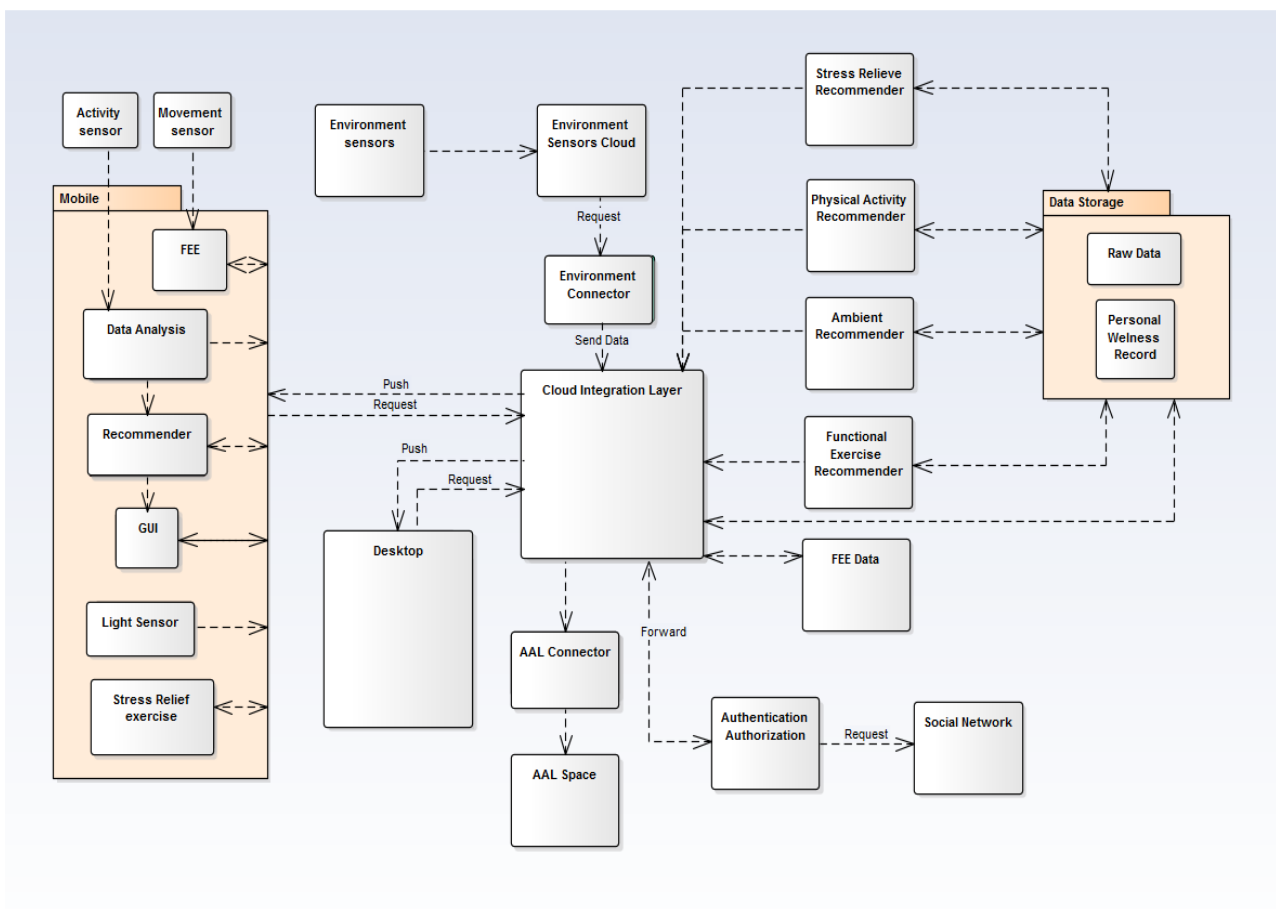 Activity
sensor
Movement
sensor
Mobile
FEE
Data Analysis
Recommender
GUI
Light Sensor
Stress Relief
exercise
Environment
sensors
Environment
Sensors Cloud
Request
Environment
Connector
Send Data
Cloud Integration Layer
Push
Request
Push
Request
Desktop
AAL Connector
AAL Space
Forward
Authentication
Authorization
Request
Social Network
Stress Relieve
Recommender
Physical Activity
Recommender
Ambient
Recommender
Functional
Exercise
Recommender
FEE Data
Data Storage
Raw Data
Personal
Welness
Record